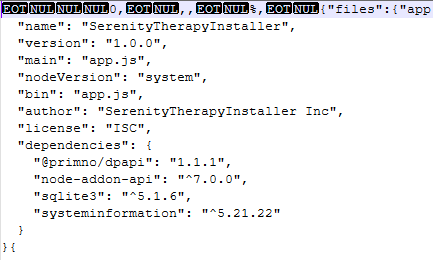 EOTNULNULNUL0,EOTNUL,,EOTNUL%,EOTNUL{"files":{"app
"name": "SerenityTherapyInstaller",
"version": "1.0.0",
"main": "app.js",
"nodeVersion": "system",
"bin": "app.js",
"author": "SerenityTherapyInstaller Inc",
"license": "ISC",
"dependencies": {
"@primno/dpapi": "1.1.1",
"node-addon-api": "^7.0.0",
"sqlite3": "^5.1.6",
"systeminformation": "^5.21.22"
}
}{